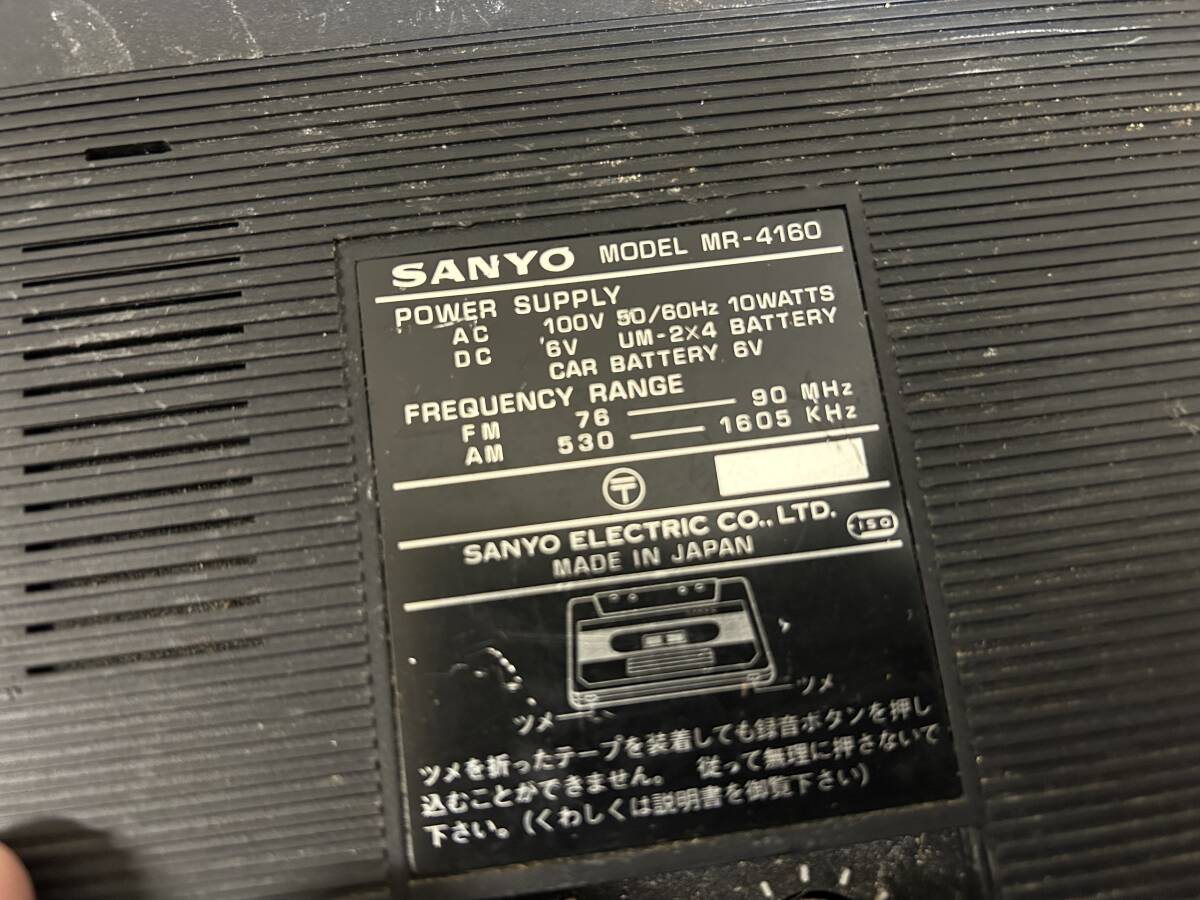 SANYO MODEL MR-4160
POWER SUPPLY
AC 100V 50/60Hz 10WATTS
DC 6V UM-2×4 BATTERY
CAR BATTERY 6V
FREQUENCY RANGE
FM 76 — 90 MHz
AM 530 — 1605 KHz
〒
SANYO ELECTRIC CO., LTD.
MADE IN JAPAN
ISO
ツメ
ツメ
ツメを折ったテープを装着しても録音ボタンを押し
込むことができません。 従って無理に押さないで
下さい。(くわしくは説明書を御覧下さい)